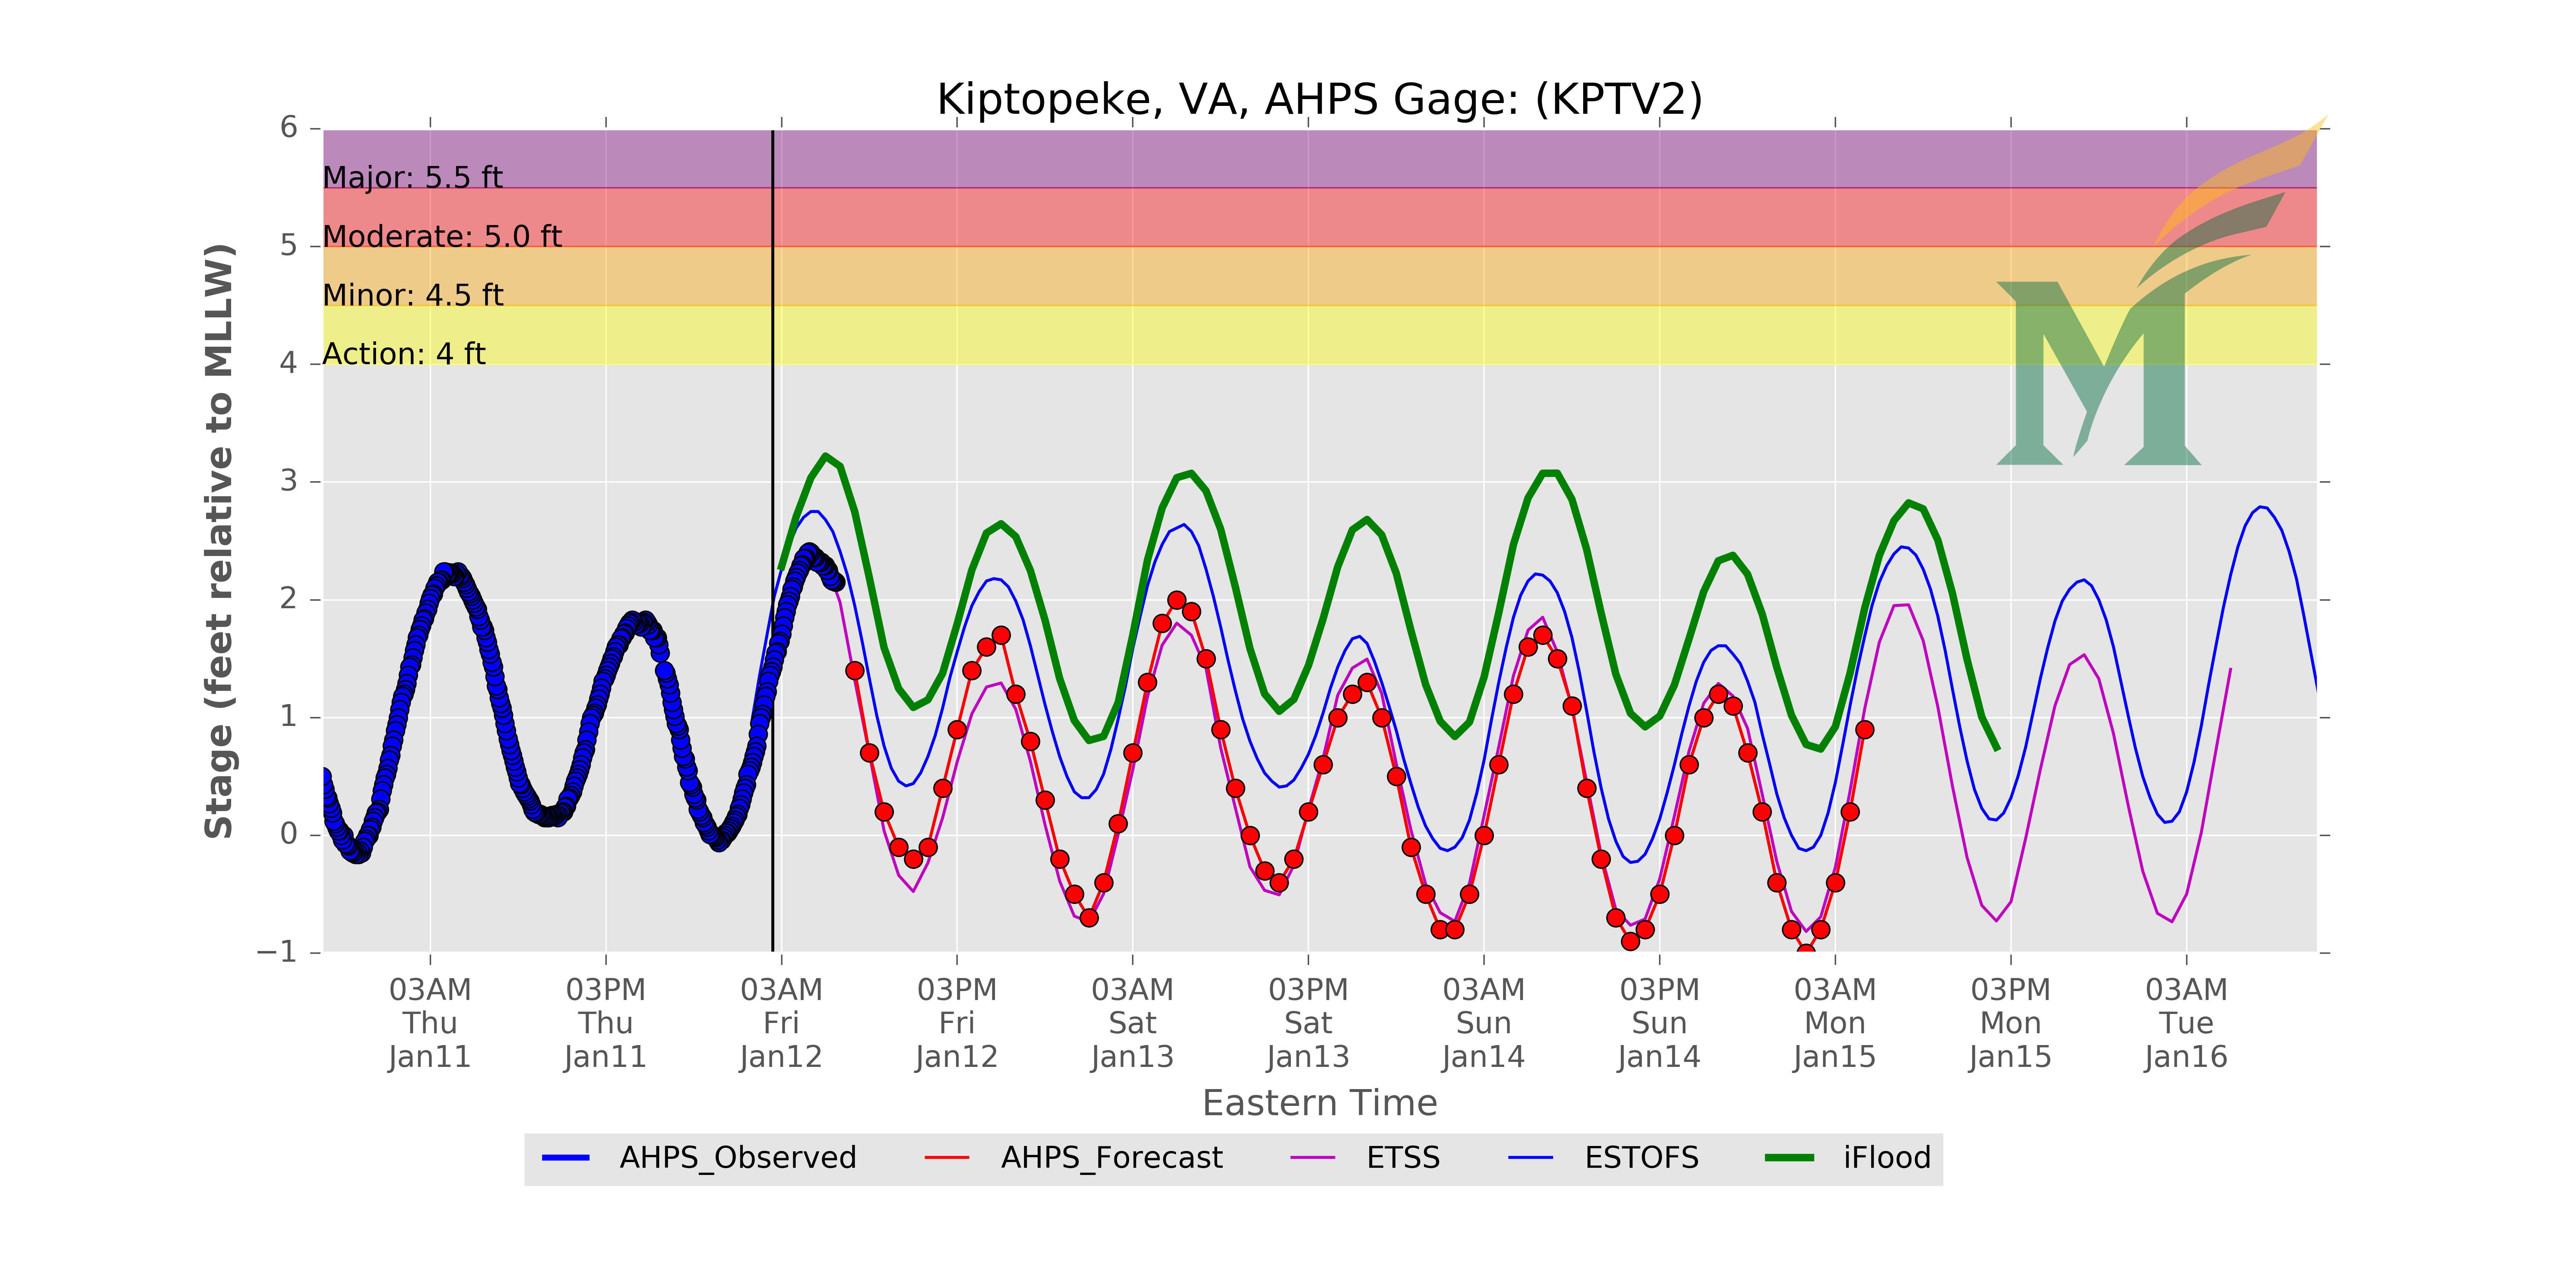 Kiptopeke, VA, AHPS Gage: (KPTV2)
6
5
4
3
2
1
0
−1
Stage (feet relative to MLLW)
Major: 5.5 ft
Moderate: 5.0 ft
Minor: 4.5 ft
Action: 4 ft
M
03AM 03PM 03AM 03PM 03AM 03PM 03AM 03PM 03AM 03PM 03AM
Thu Thu Fri Fri Sat Sat Sun Sun Mon Mon Tue
Jan11 Jan11 Jan12 Jan12 Jan13 Jan13 Jan14 Jan14 Jan15 Jan15 Jan16
Eastern Time
AHPS_Observed AHPS_Forecast ETSS ESTOFS iFlood